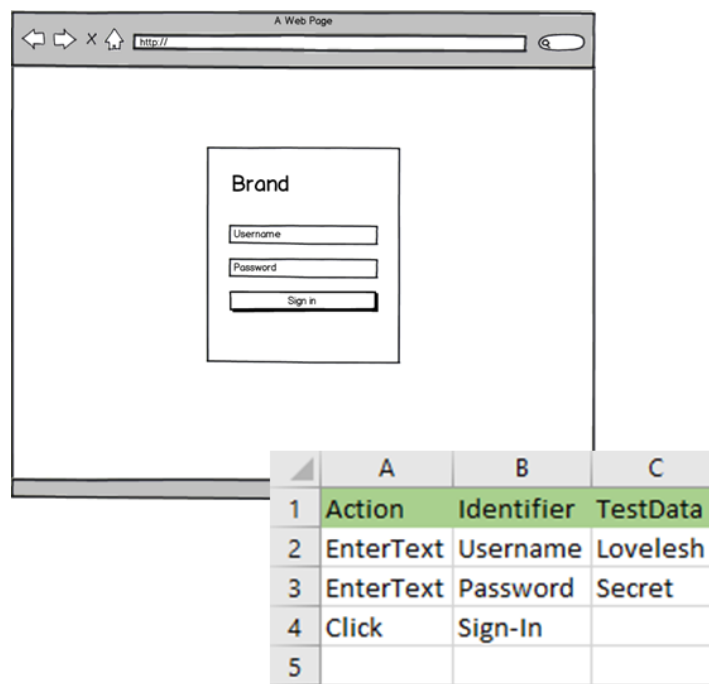 A Web Page
http://
Brand
Username
Password
Sign in
A B C
1 Action Identifier TestData
2 EnterText Username Lovelesh
3 EnterText Password Secret
4 Click Sign-In
5